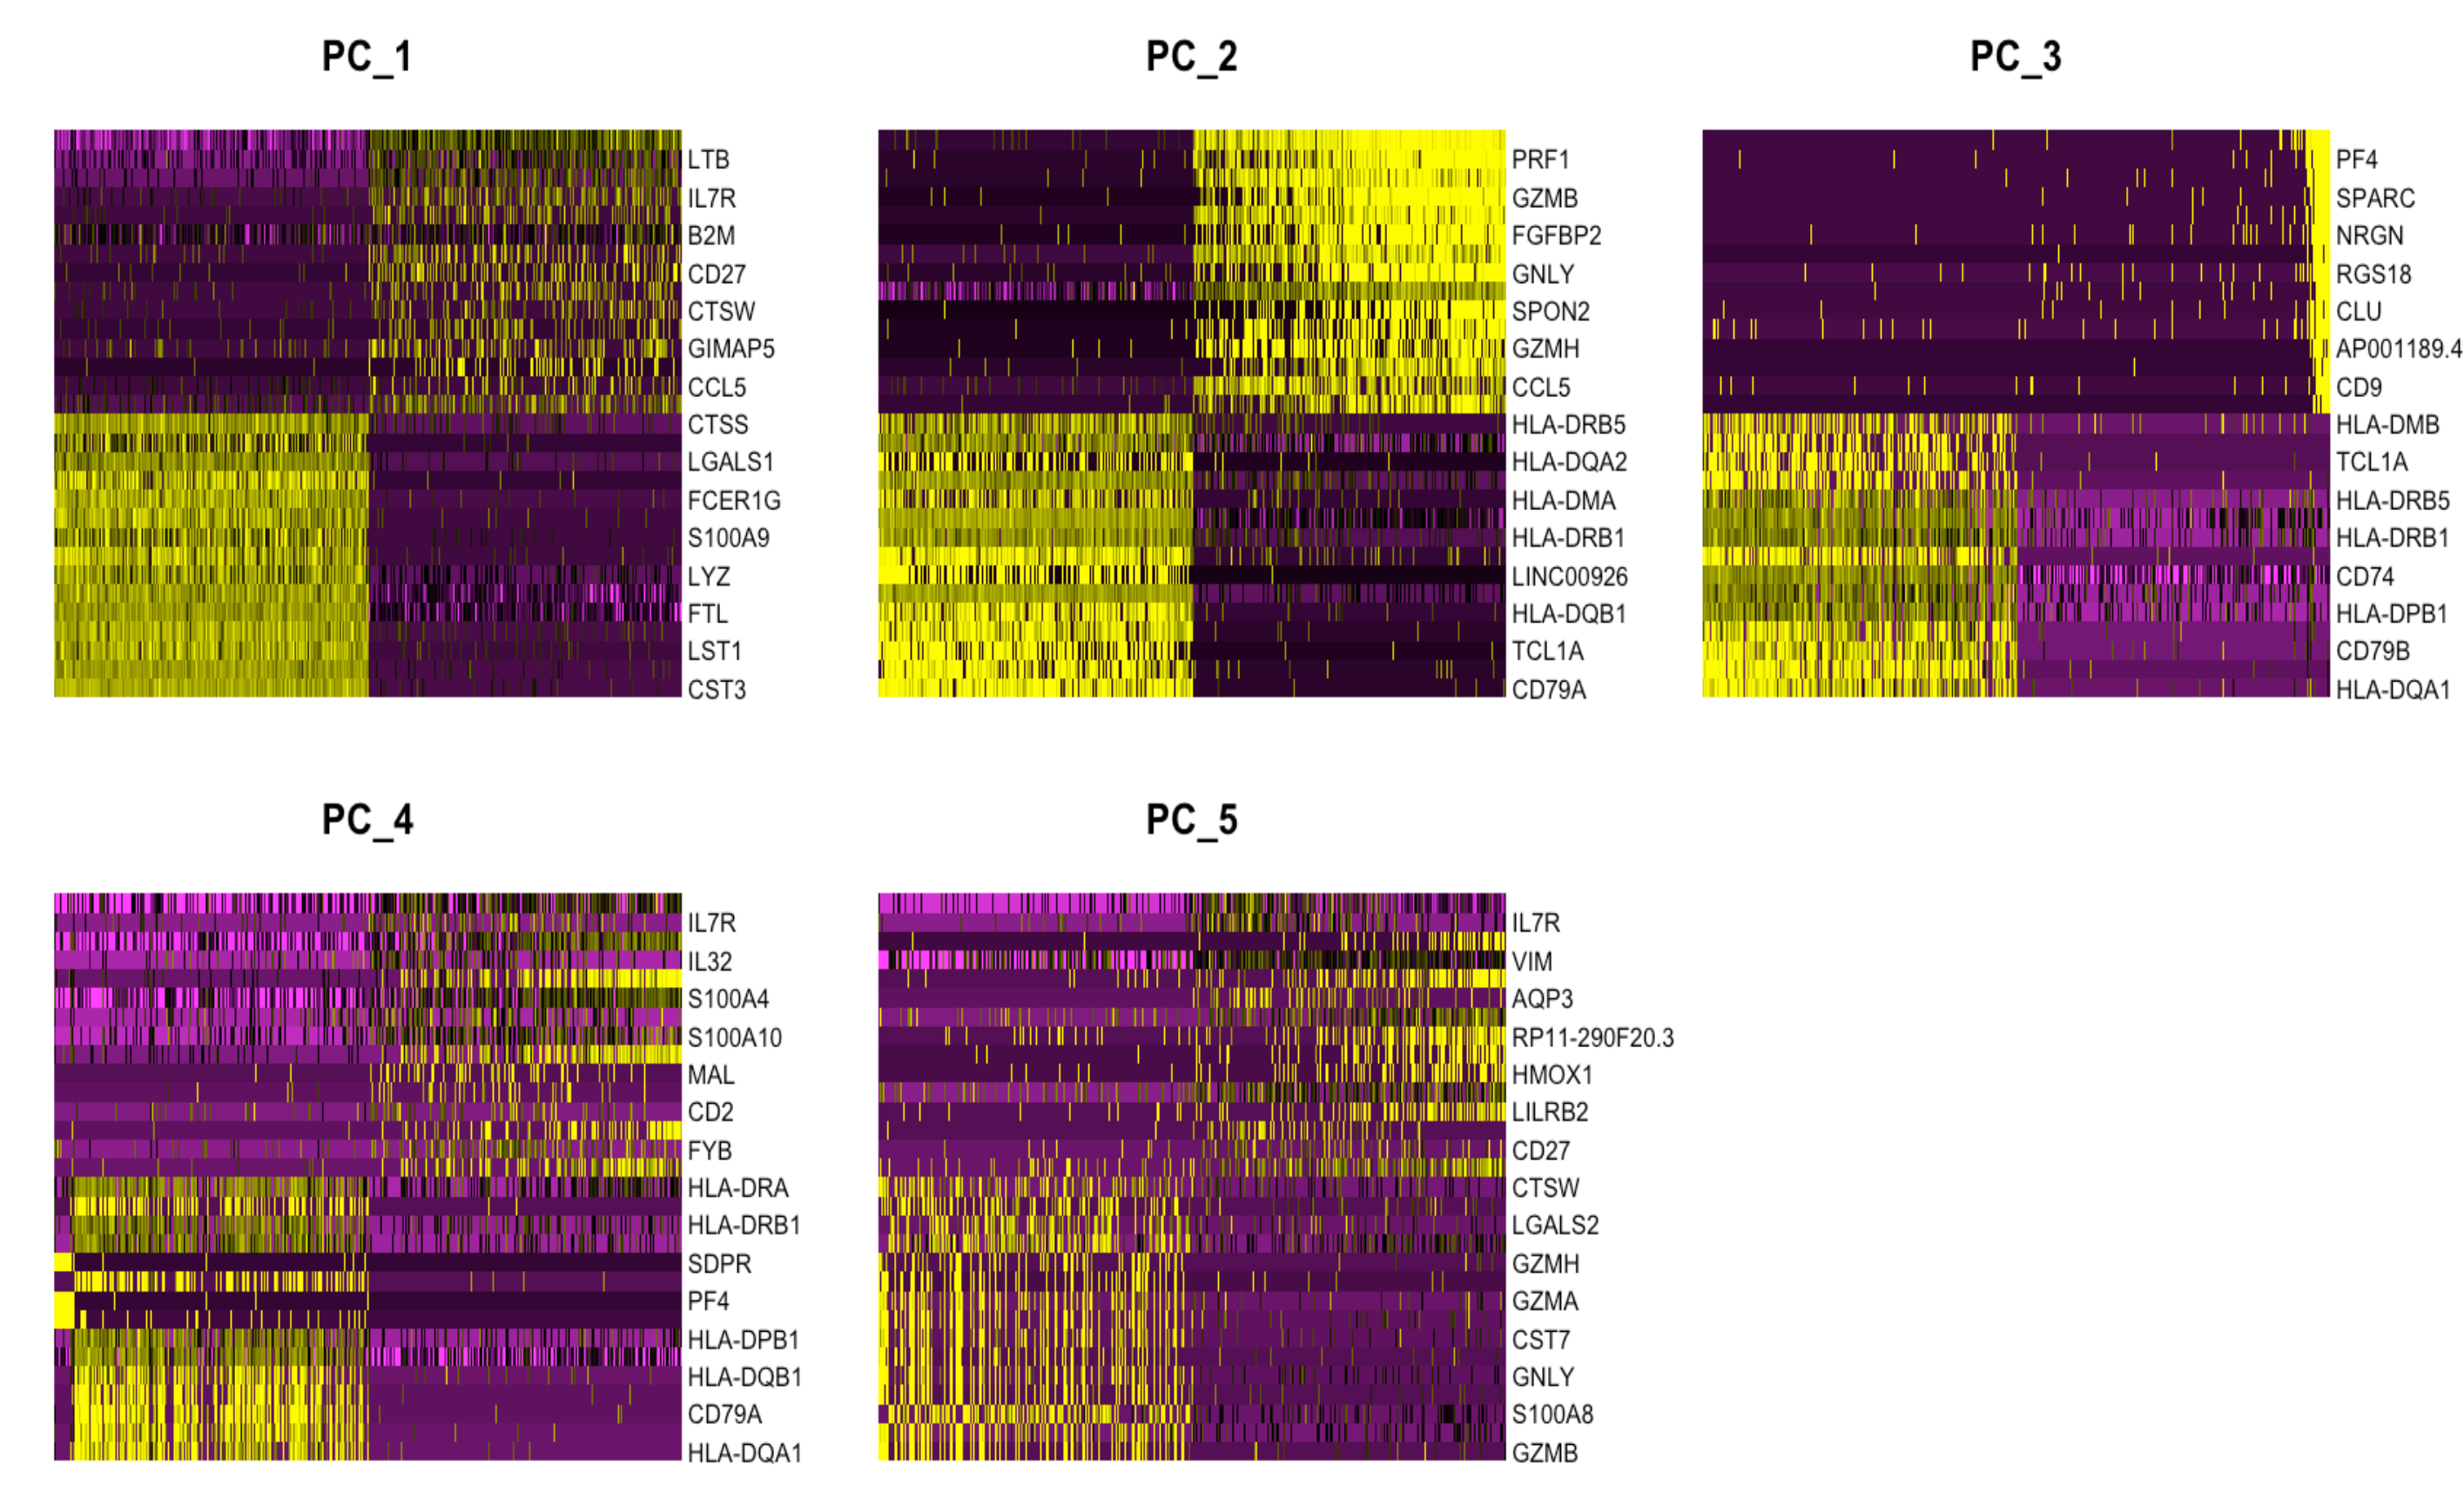 PC_1
LTB
IL7R
B2M
CD27
CTSW
GIMAP5
CCL5
CTSS
LGALS1
FCER1G
S100A9
LYZ
FTL
LST1
CST3
PC_2
PRF1
GZMB
FGFBP2
GNLY
SPON2
GZMH
CCL5
HLA-DRB5
HLA-DQA2
HLA-DMA
HLA-DRB1
LINC00926
HLA-DQB1
TCL1A
CD79A
PC_3
PF4
SPARC
NRGN
RGS18
CLU
AP001189.4
CD9
HLA-DMB
TCL1A
HLA-DRB5
HLA-DRB1
CD74
HLA-DPB1
CD79B
HLA-DQA1
PC_4
IL7R
IL32
S100A4
S100A10
MAL
CD2
FYB
HLA-DRA
HLA-DRB1
SDPR
PF4
HLA-DPB1
HLA-DQB1
CD79A
HLA-DQA1
PC_5
IL7R
VIM
AQP3
RP11-290F20.3
HMOX1
LILRB2
CD27
CTSW
LGALS2
GZMH
GZMA
CST7
GNLY
S100A8
GZMB